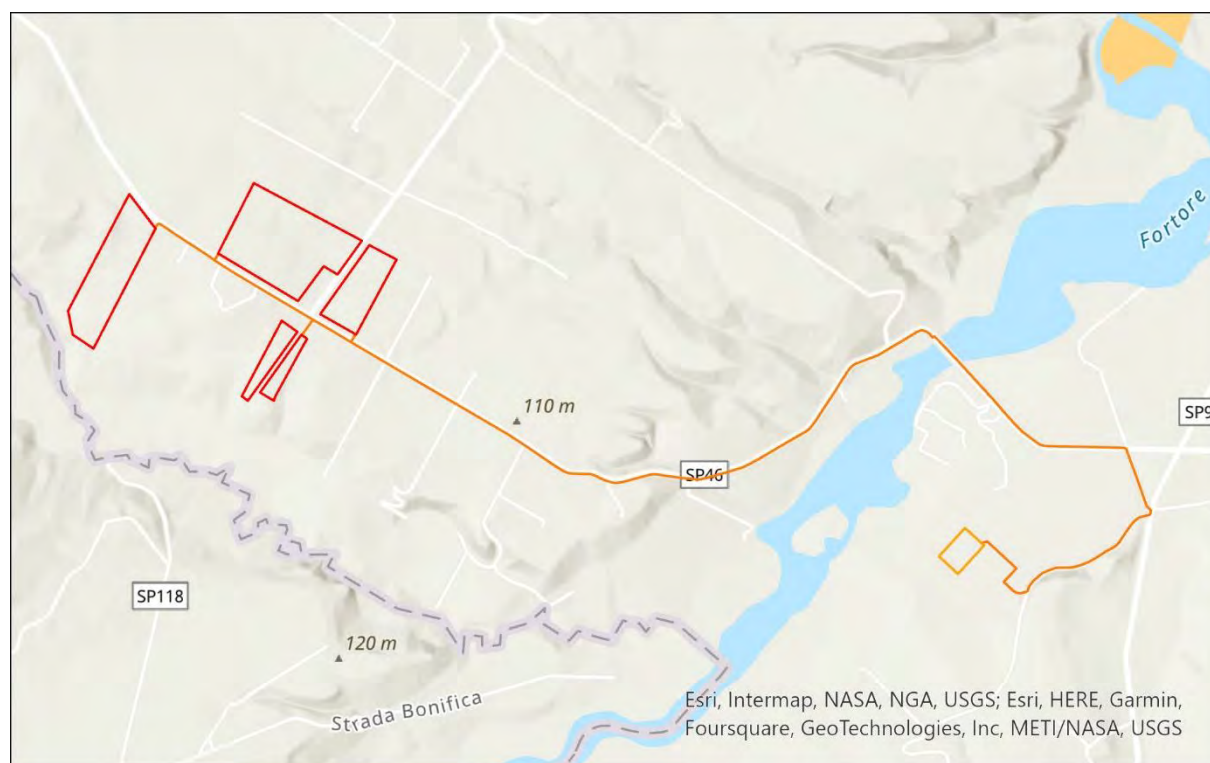 Fortore
110 m
SP9
SP46
SP118
120 m
Strada Bonifica
Esri, Intermap, NASA, NGA, USGS; Esri, HERE, Garmin,
Foursquare, GeoTechnologies, Inc, METI/NASA, USGS